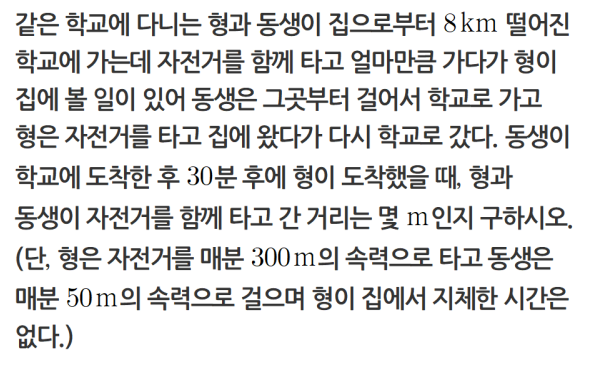 같은 학교에 다니는 형과 동생이 집으로부터 8km 떨어진
학교에 가는데 자전거를 함께 타고 얼마만큼 가다가 형이
집에 볼 일이 있어 동생은 그곳부터 걸어서 학교로 가고
형은 자전거를 타고 집에 왔다가 다시 학교로 갔다. 동생이
학교에 도착한 후 30분 후에 형이 도착했을 때, 형과
동생이 자전거를 함께 타고 간 거리는 몇 m인지 구하시오.
(단, 형은 자전거를 매분 300m의 속력으로 타고 동생은
매분 50m의 속력으로 걸으며 형이 집에서 지체한 시간은
없다.)